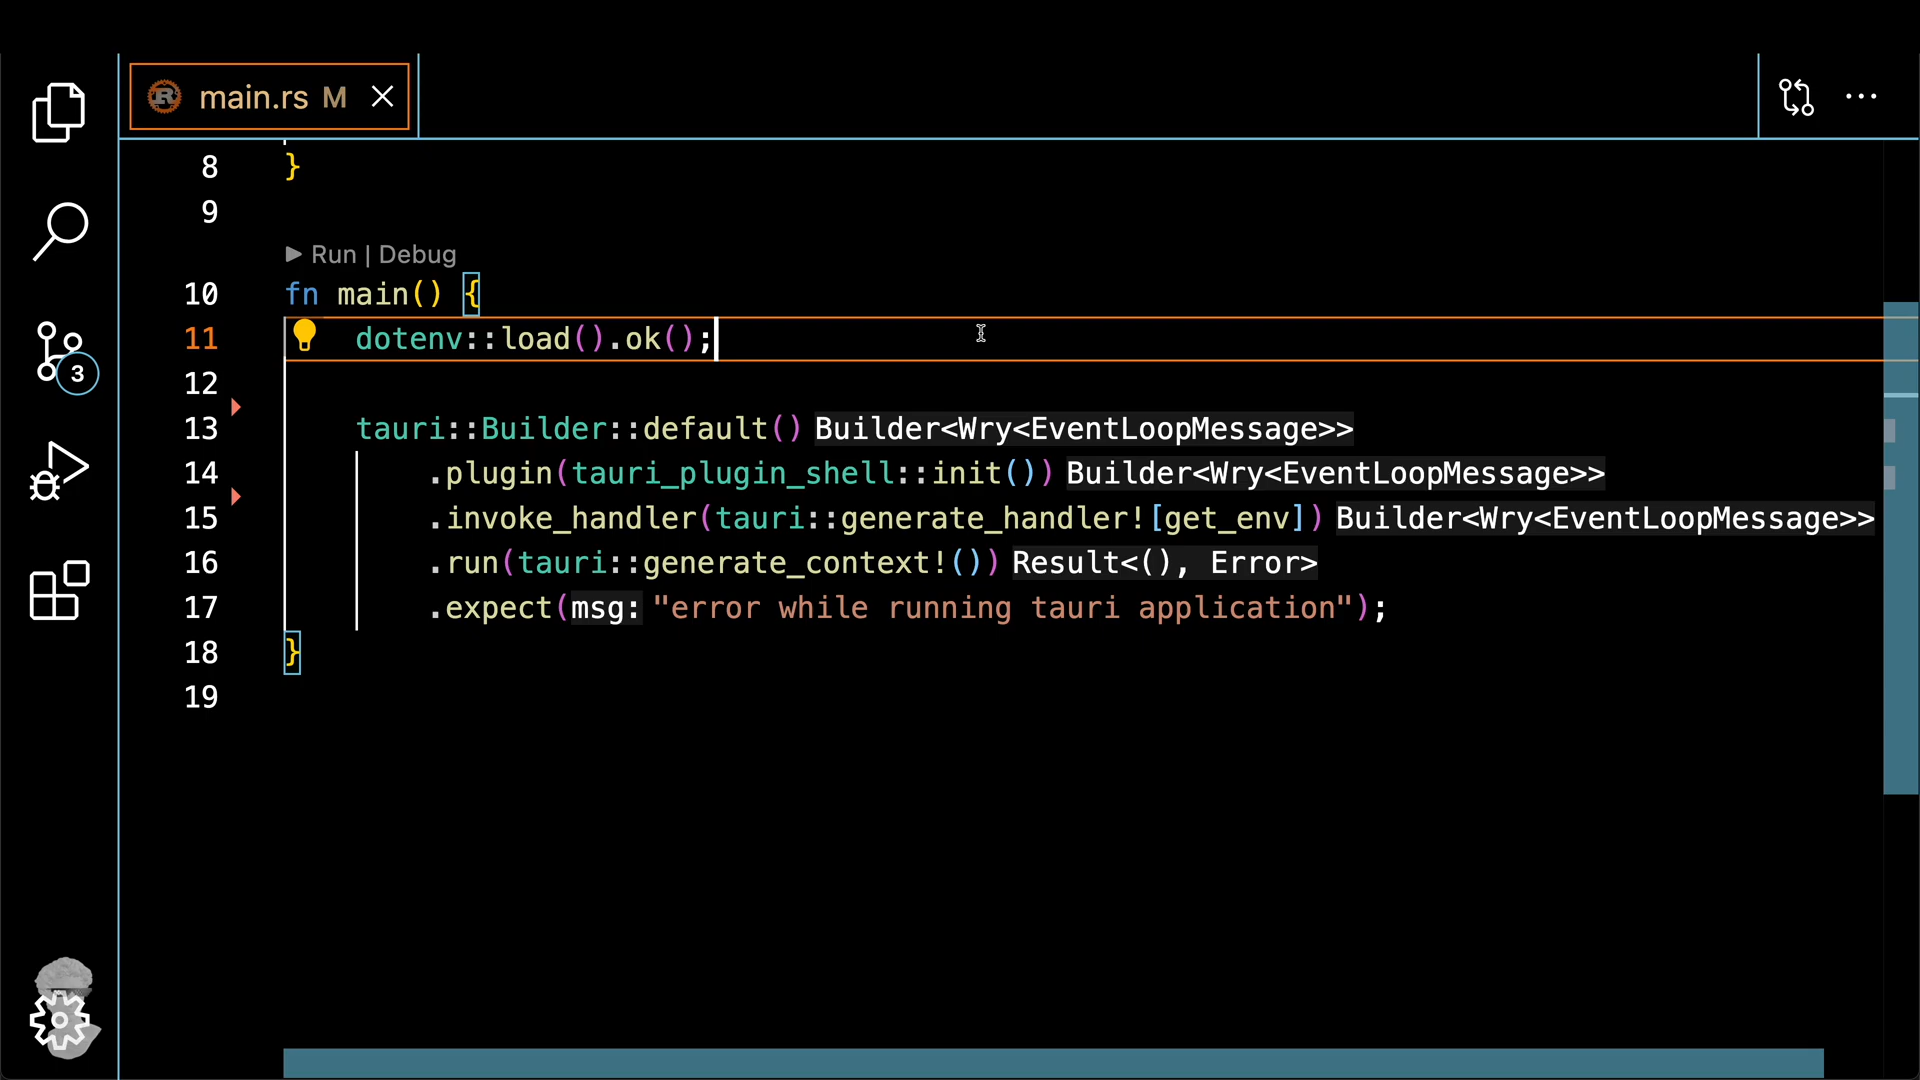 main.rs M
8 }
9
Run | Debug
10 fn main() {
11 dotenv::load().ok();
12
13 tauri::Builder::default() Builder<Wry<EventLoopMessage>>
14 .plugin(tauri_plugin_shell::init()) Builder<Wry<EventLoopMessage>>
15 .invoke_handler(tauri::generate_handler![get_env]) Builder<Wry<EventLoopMessage>>
16 .run(tauri::generate_context!()) Result<(), Error>
17 .expect(msg: "error while running tauri application");
18 }
19
3